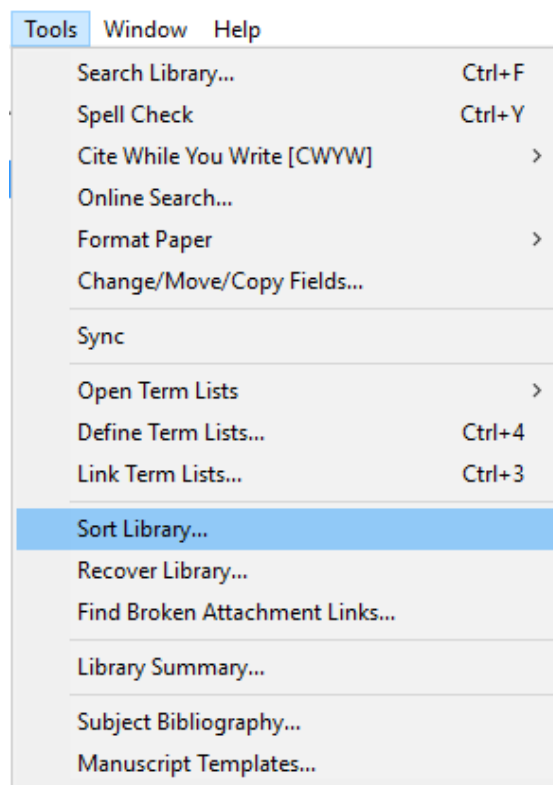 Tools Window Help
Search Library... Ctrl+F
Spell Check Ctrl+Y
Cite While You Write [CWYW] >
Online Search...
Format Paper >
Change/Move/Copy Fields...
Sync
Open Term Lists >
Define Term Lists... Ctrl+4
Link Term Lists... Ctrl+3
Sort Library...
Recover Library...
Find Broken Attachment Links...
Library Summary...
Subject Bibliography...
Manuscript Templates...